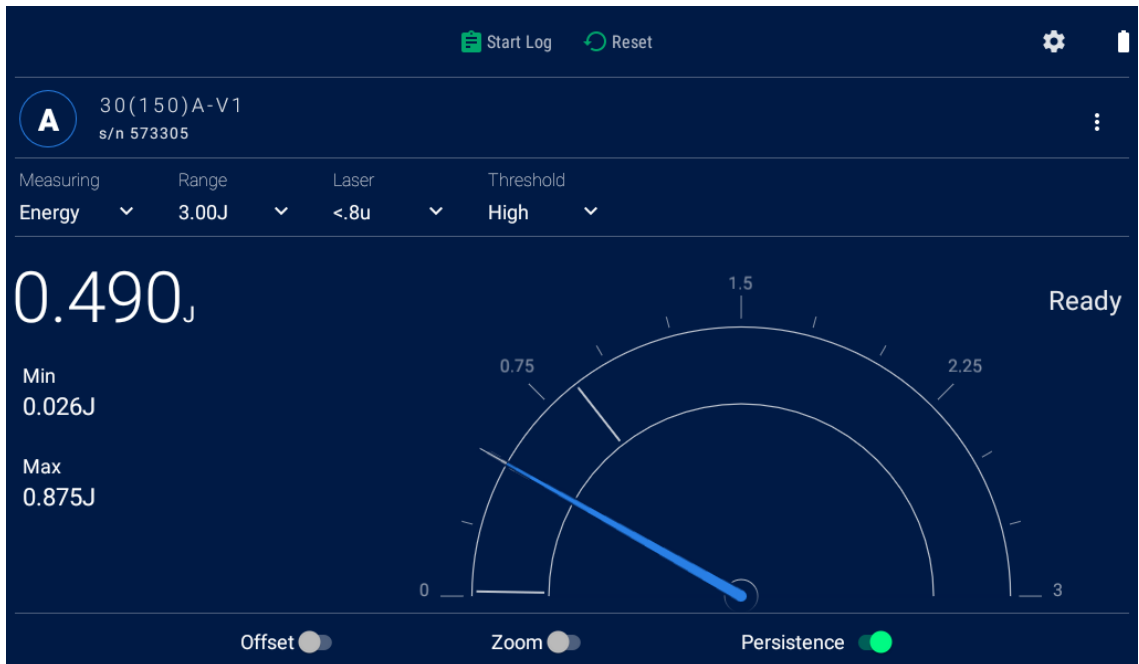 Start Log Reset
A
30(150)A-V1
s/n 573305
Measuring Range Laser Threshold
Energy 3.00J <.8u High
0.490J
Ready
Min
0.026J
Max
0.875J
0
0.75
1.5
2.25
3
Offset Zoom Persistence